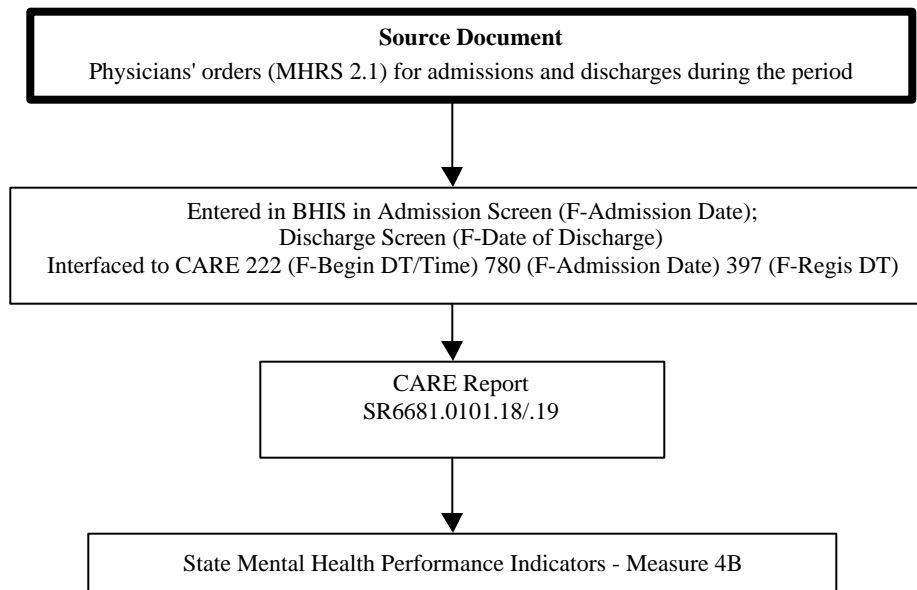 Source Document
Physicians' orders (MHRS 2.1) for admissions and discharges during the period
Entered in BHIS in Admission Screen (F-Admission Date);
Discharge Screen (F-Date of Discharge)
Interfaced to CARE 222 (F-Begin DT/Time) 780 (F-Admission Date) 397 (F-Regis DT)
CARE Report
SR6681.0101.18/.19
State Mental Health Performance Indicators - Measure 4B